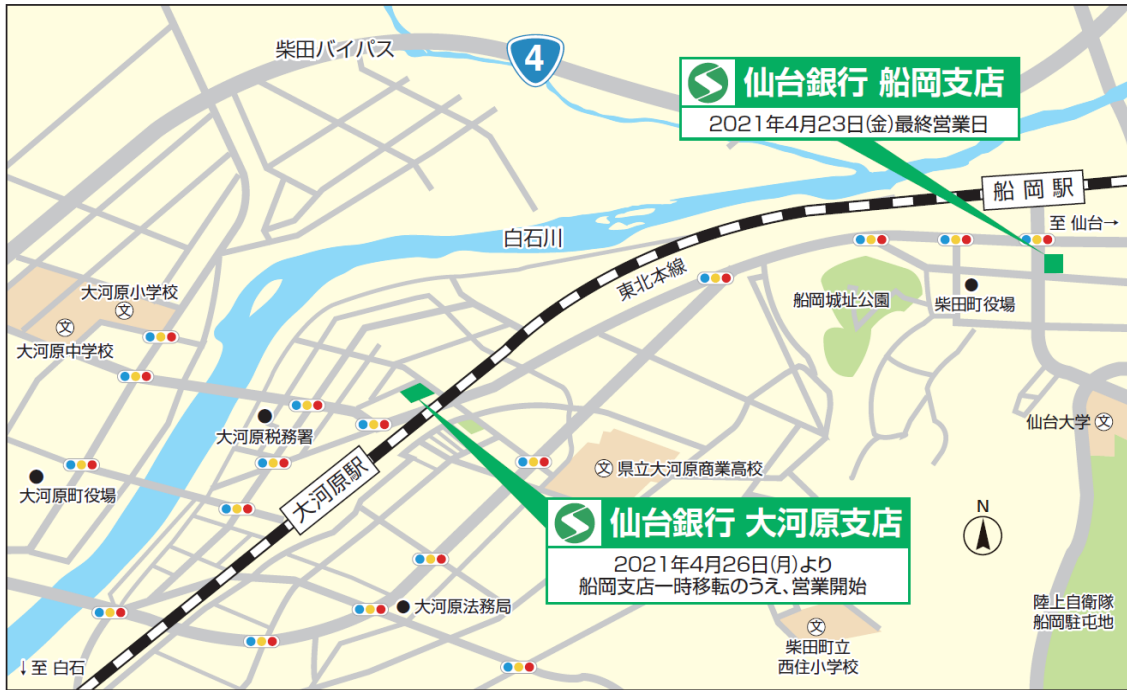 柴田バイパス
4
仙台銀行 船岡支店
2021年4月23日(金)最終営業日
船岡駅
至 仙台→
白石川
東北本線
船岡城址公園
柴田町役場
大河原小学校
文
文
大河原中学校
大河原税務署
仙台大学 文
大河原町役場
大河原駅
文 県立大河原商業高校
仙台銀行 大河原支店
2021年4月26日(月)より
船岡支店一時移転のうえ、営業開始
N
大河原法務局
陸上自衛隊
船岡駐屯地
文
柴田町立
西住小学校
↓至 白石